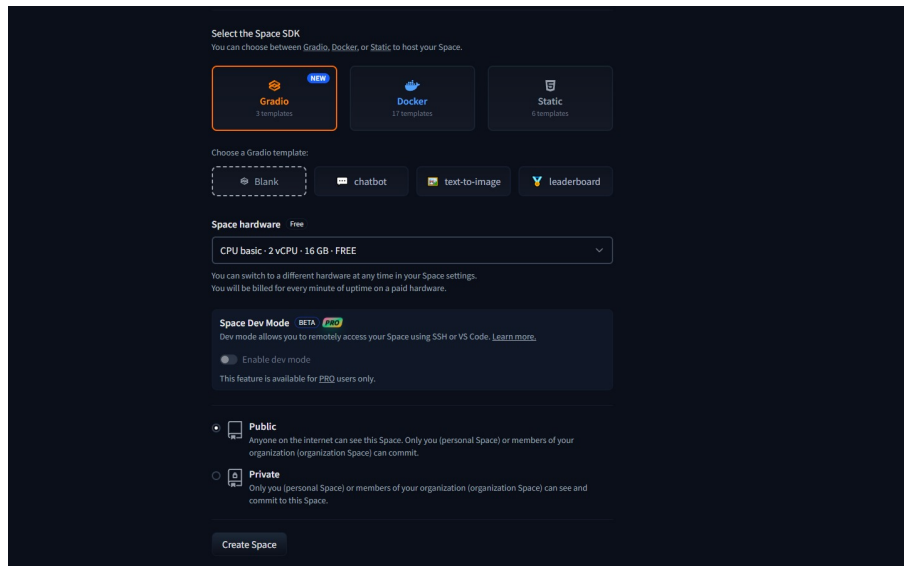 Select the Space SDK
You can choose between Gradio, Docker, or Static to host your Space.
NEW
Gradio
3 templates
Docker
17 templates
Static
6 templates
Choose a Gradio template:
Blank
chatbot
text-to-image
leaderboard
Space hardware Free
CPU basic · 2 vCPU · 16 GB · FREE
You can switch to a different hardware at any time in your Space settings.
You will be billed for every minute of uptime on a paid hardware.
Space Dev Mode BETA PRO
Dev mode allows you to remotely access your Space using SSH or VS Code. Learn more.
Enable dev mode
This feature is available for PRO users only.
Public
Anyone on the internet can see this Space. Only you (personal Space) or members of your
organization (organization Space) can commit.
Private
Only you (personal Space) or members of your organization (organization Space) can see and
commit to this Space.
Create Space